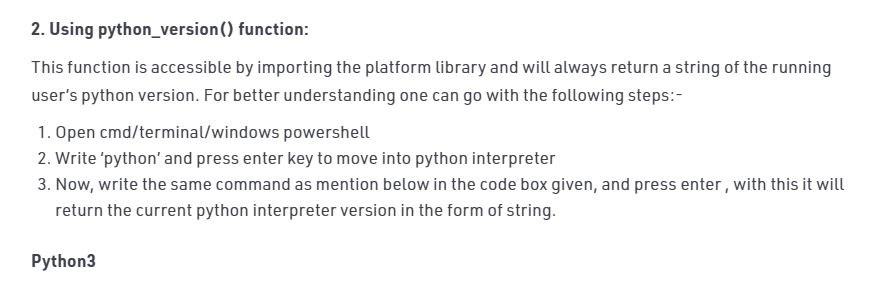 2. Using python_version() function:
This function is accessible by importing the platform library and will always return a string of the running
user's python version. For better understanding one can go with the following steps:-
1. Open cmd/terminal/windows powershell
2. Write 'python' and press enter key to move into python interpreter
3. Now, write the same command as mention below in the code box given, and press enter , with this it will
return the current python interpreter version in the form of string.
Python3